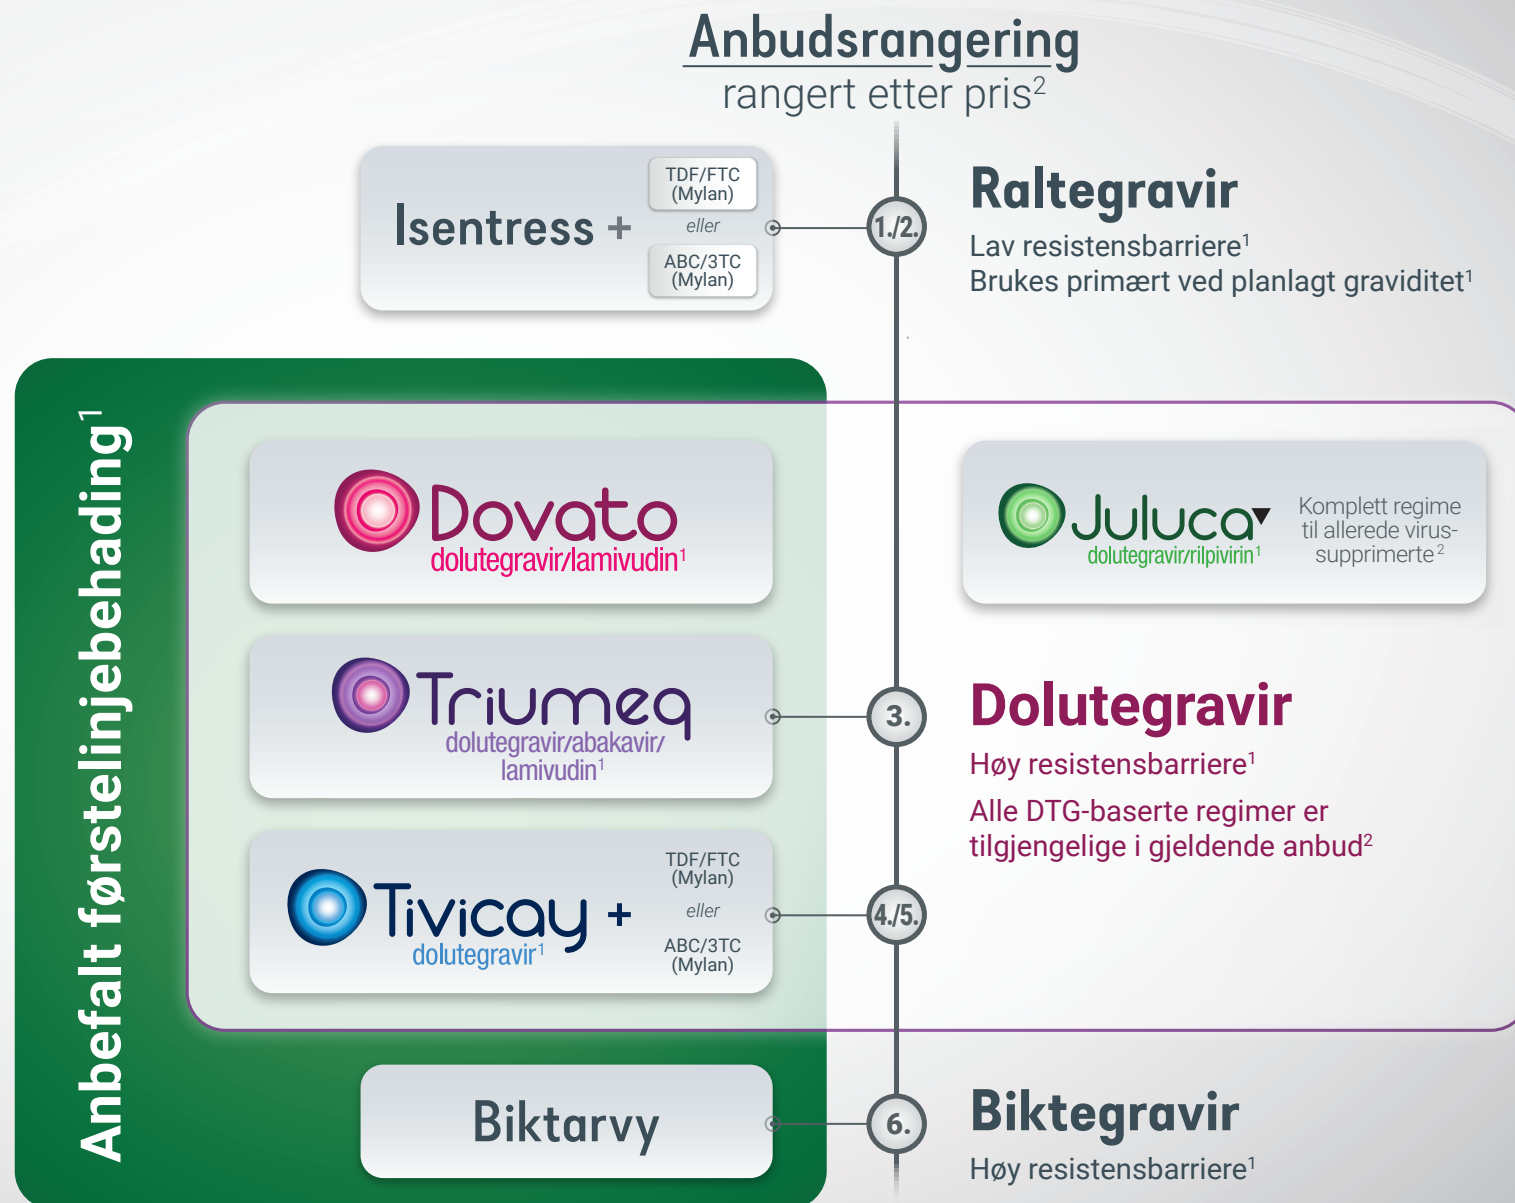 Anbudsrangering
rangert etter pris²
Isentress +
TDF/FTC
(Mylan)
eller
ABC/3TC
(Mylan)
1./2.
Raltegravir
Lav resistensbarriere¹
Brukes primært ved planlagt graviditet¹
Anbefalt førstelinjebehading¹
Dovato
dolutegravir/lamivudin¹
Juluca▼
dolutegravir/rilpivirin¹
Komplett regime
til allerede virus-
supprimerte²
Triumeq
dolutegravir/abakavir/
lamivudin¹
3.
Dolutegravir
Høy resistensbarriere¹
Alle DTG-baserte regimer er
tilgjengelige i gjeldende anbud²
Tivicay +
dolutegravir¹
TDF/FTC
(Mylan)
eller
ABC/3TC
(Mylan)
4./5.
Biktarvy
6.
Biktegravir
Høy resistensbarriere¹